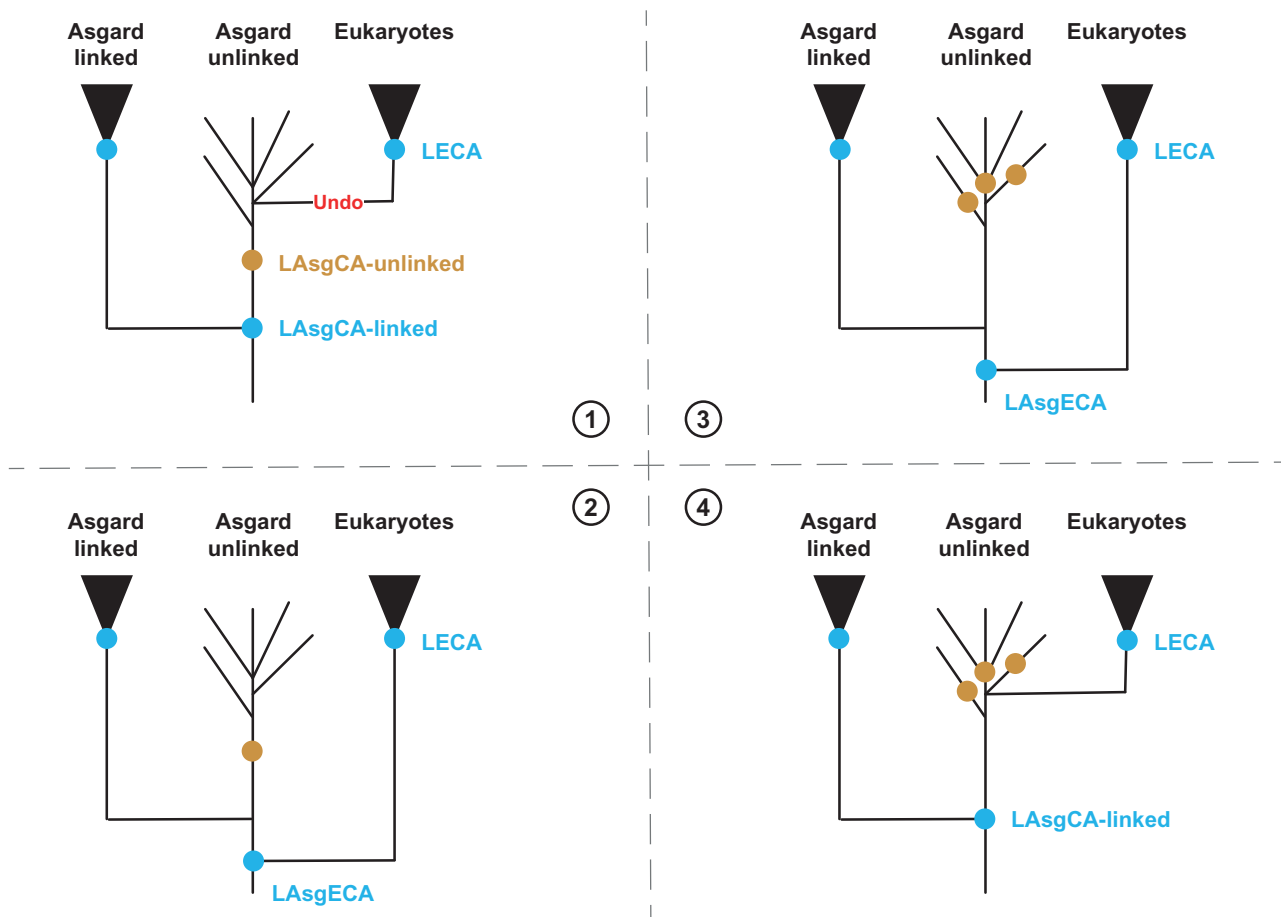 Asgard linked
Asgard unlinked
Eukaryotes
LECA
Undo
LAsgCA-unlinked
LAsgCA-linked
1
Asgard linked
Asgard unlinked
Eukaryotes
LECA
LAsgECA
3
Asgard linked
Asgard unlinked
Eukaryotes
LECA
LAsgECA
2
Asgard linked
Asgard unlinked
Eukaryotes
LECA
LAsgCA-linked
4